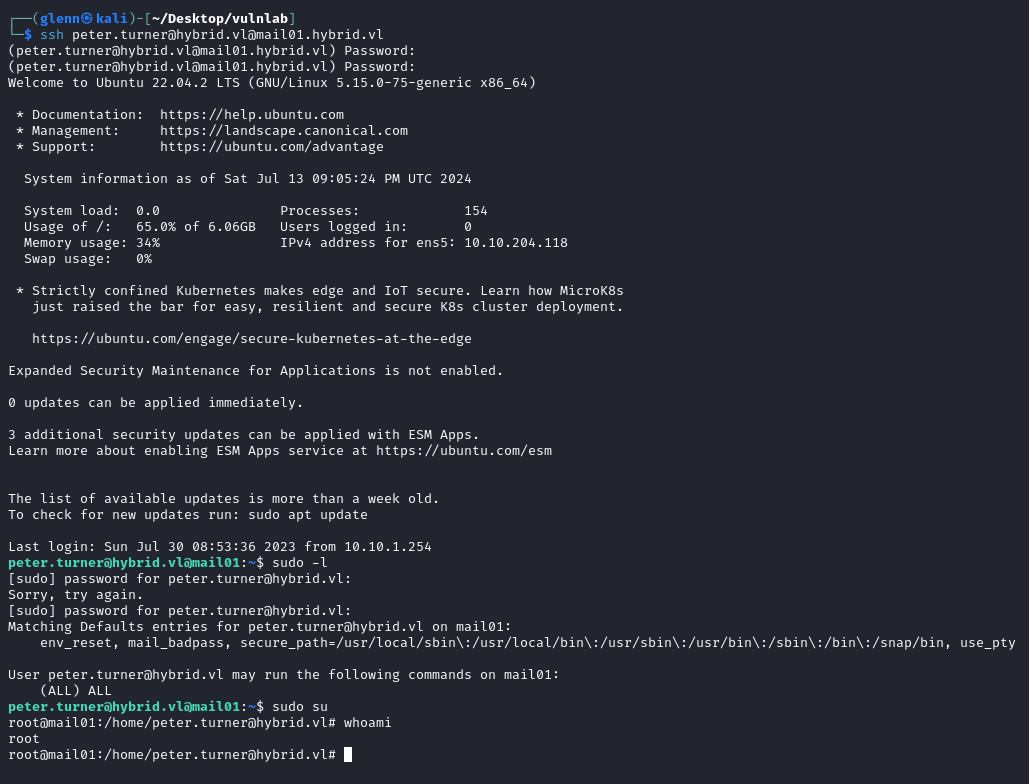 ┌──(glenn㉿kali)-[~/Desktop/vulnlab]
└─$ ssh peter.turner@hybrid.vl@mail01.hybrid.vl
(peter.turner@hybrid.vl@mail01.hybrid.vl) Password:
(peter.turner@hybrid.vl@mail01.hybrid.vl) Password:
Welcome to Ubuntu 22.04.2 LTS (GNU/Linux 5.15.0-75-generic x86_64)

 * Documentation:  https://help.ubuntu.com
 * Management:     https://landscape.canonical.com
 * Support:        https://ubuntu.com/advantage

  System information as of Sat Jul 13 09:05:24 PM UTC 2024

  System load:  0.0               Processes:             154
  Usage of /:   65.0% of 6.06GB   Users logged in:       0
  Memory usage: 34%               IPv4 address for ens5: 10.10.204.118
  Swap usage:   0%

 * Strictly confined Kubernetes makes edge and IoT secure. Learn how MicroK8s
   just raised the bar for easy, resilient and secure K8s cluster deployment.

   https://ubuntu.com/engage/secure-kubernetes-at-the-edge

Expanded Security Maintenance for Applications is not enabled.

0 updates can be applied immediately.

3 additional security updates can be applied with ESM Apps.
Learn more about enabling ESM Apps service at https://ubuntu.com/esm


The list of available updates is more than a week old.
To check for new updates run: sudo apt update

Last login: Sun Jul 30 08:53:36 2023 from 10.10.1.254
peter.turner@hybrid.vl@mail01:~$ sudo -l
[sudo] password for peter.turner@hybrid.vl:
Sorry, try again.
[sudo] password for peter.turner@hybrid.vl:
Matching Defaults entries for peter.turner@hybrid.vl on mail01:
    env_reset, mail_badpass, secure_path=/usr/local/sbin\:/usr/local/bin\:/usr/sbin\:/usr/bin\:/sbin\:/bin\:/snap/bin, use_pty

User peter.turner@hybrid.vl may run the following commands on mail01:
    (ALL) ALL
peter.turner@hybrid.vl@mail01:~$ sudo su
root@mail01:/home/peter.turner@hybrid.vl# whoami
root
root@mail01:/home/peter.turner@hybrid.vl#